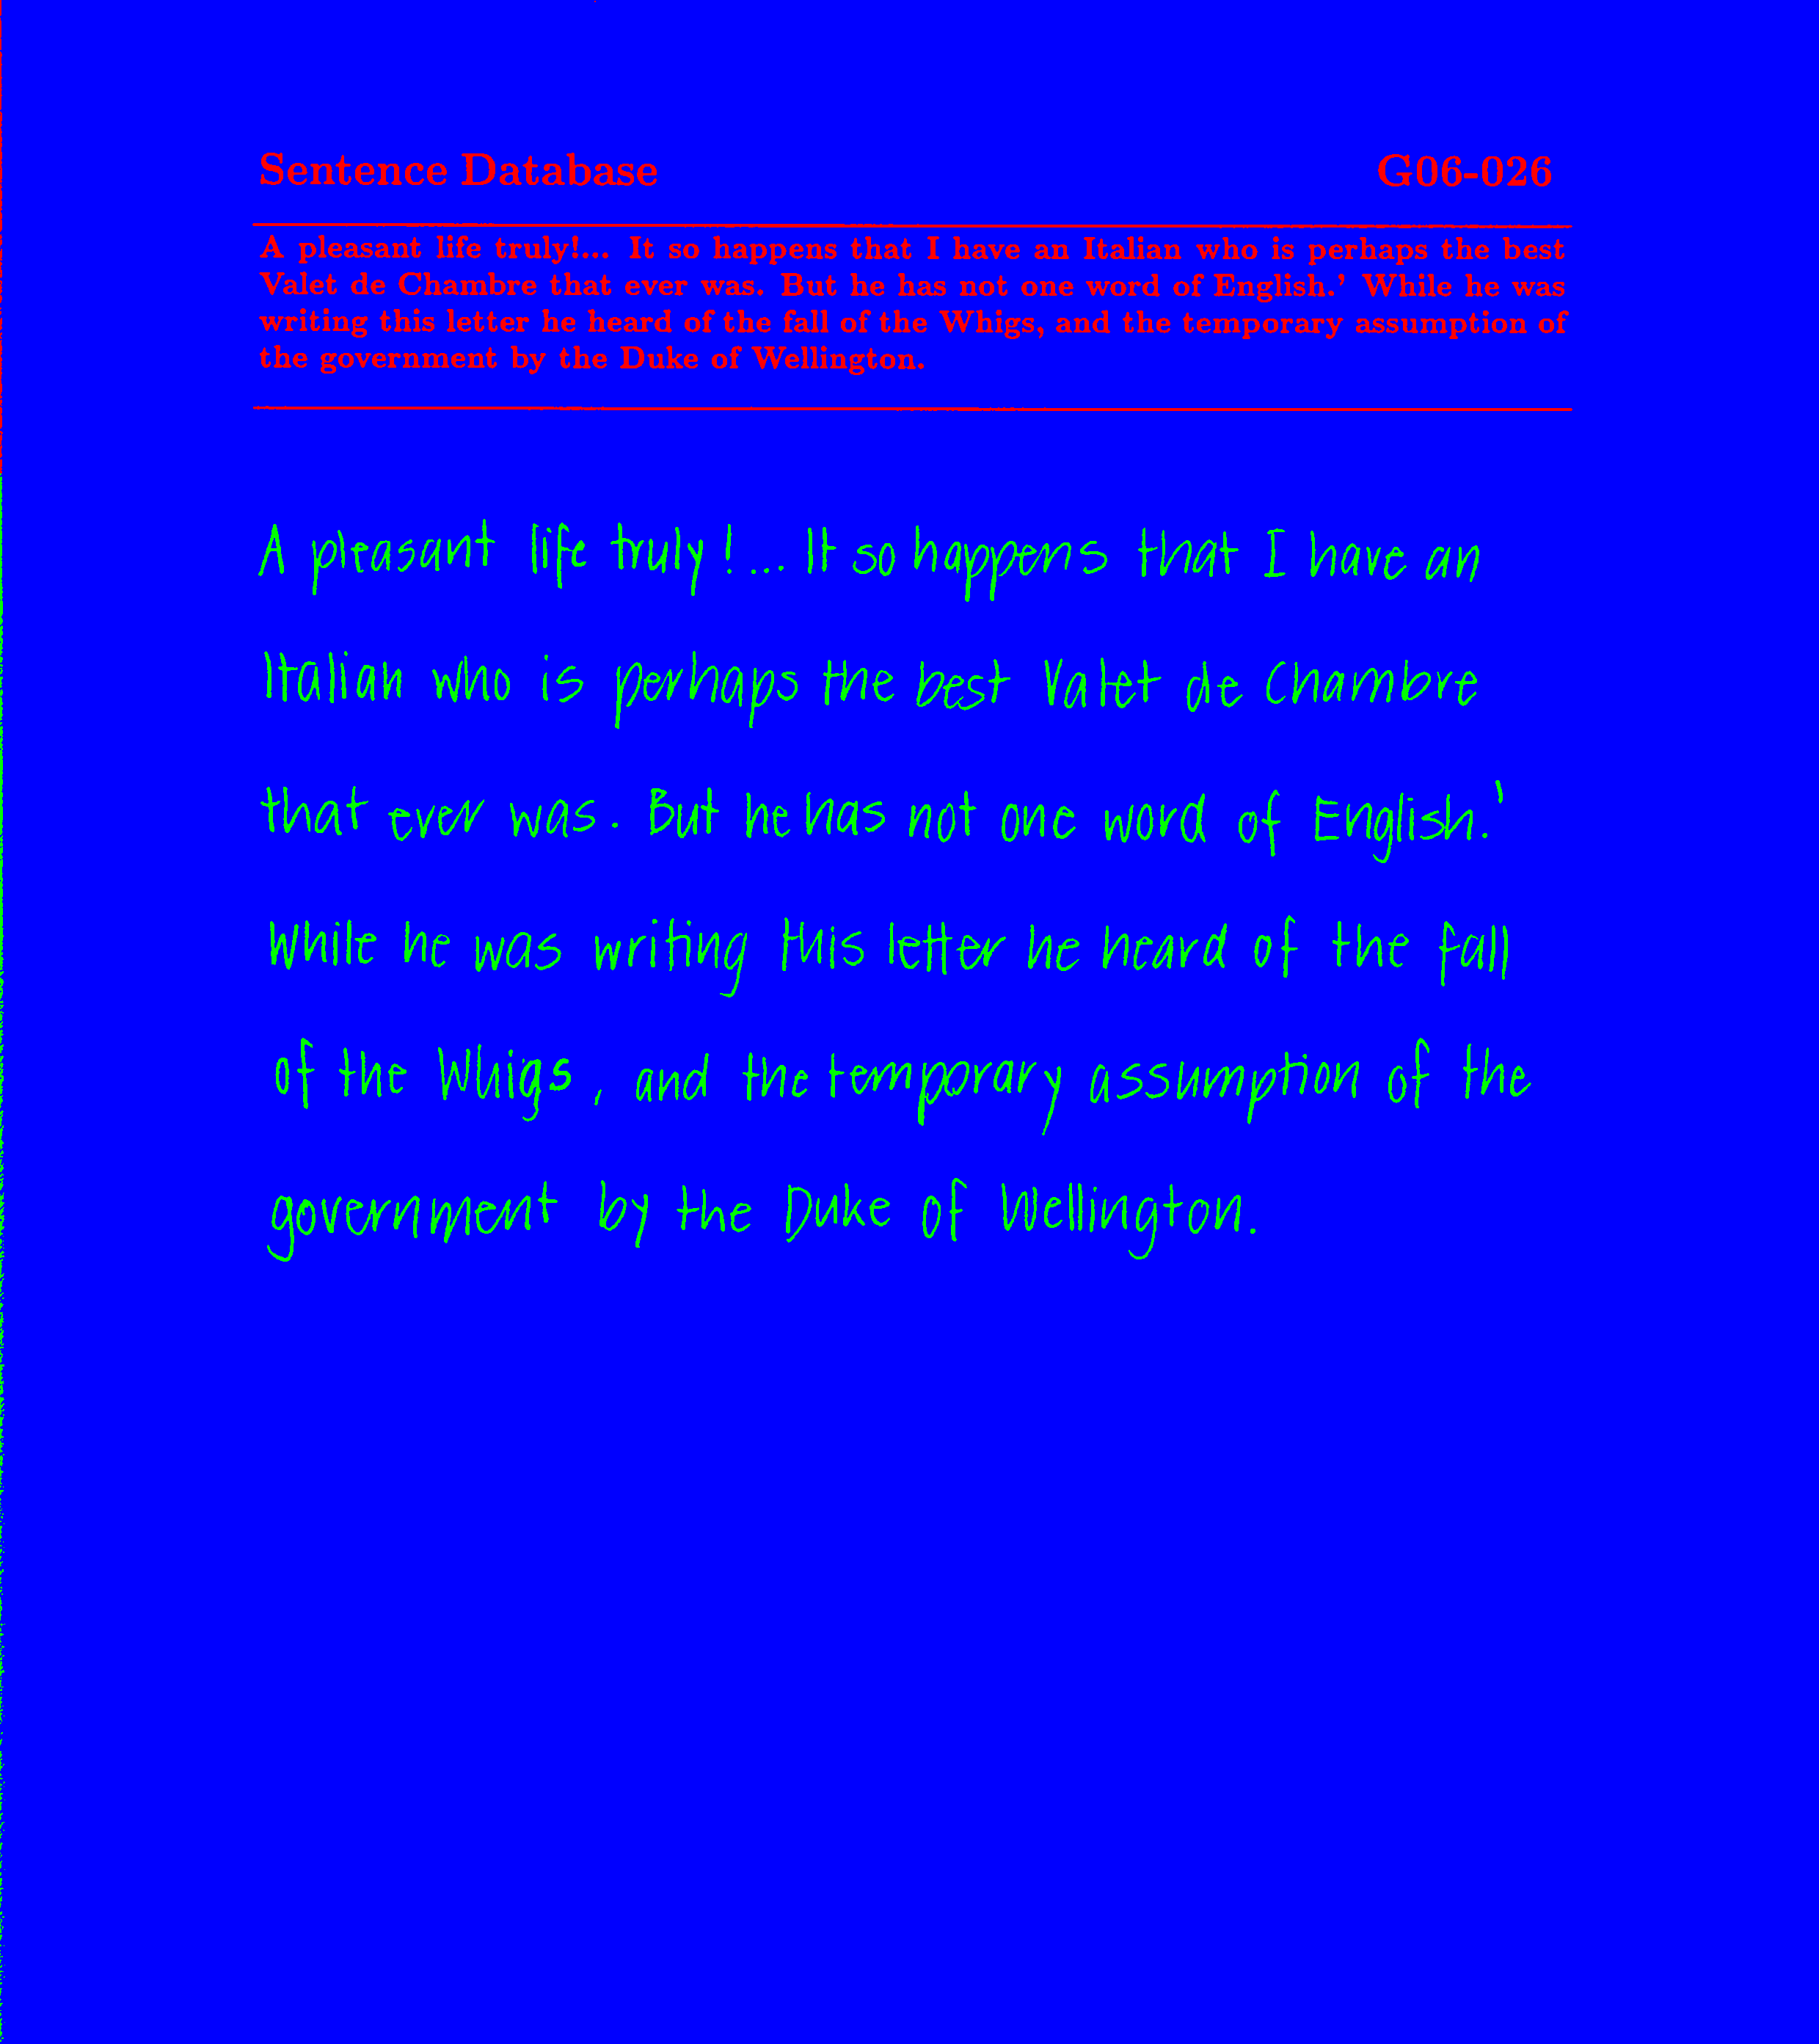 Sentence Database G06-026
A pleasant life truly!... It so happens that I have an Italian who is perhaps the best
Valet de Chambre that ever was. But he has not one word of English.' While he was
writing this letter he heard of the fall of the Whigs, and the temporary assumption of
the government by the Duke of Wellington.
A pleasant life truly!... It so happens that I have an
Italian who is perhaps the best Valet de Chambre
that ever was. But he has not one word of English.'
While he was writing this letter he heard of the fall
of the Whigs, and the temporary assumption of the
government by the Duke of Wellington.